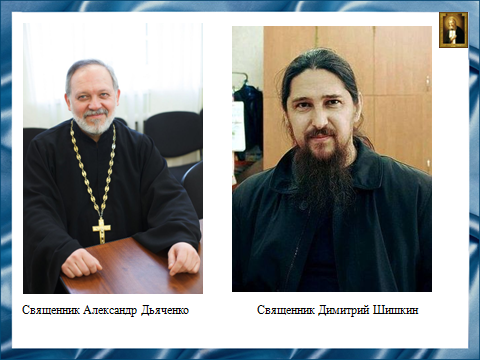 Священник Александр Дьяченко
Священник Димитрий Шишкин